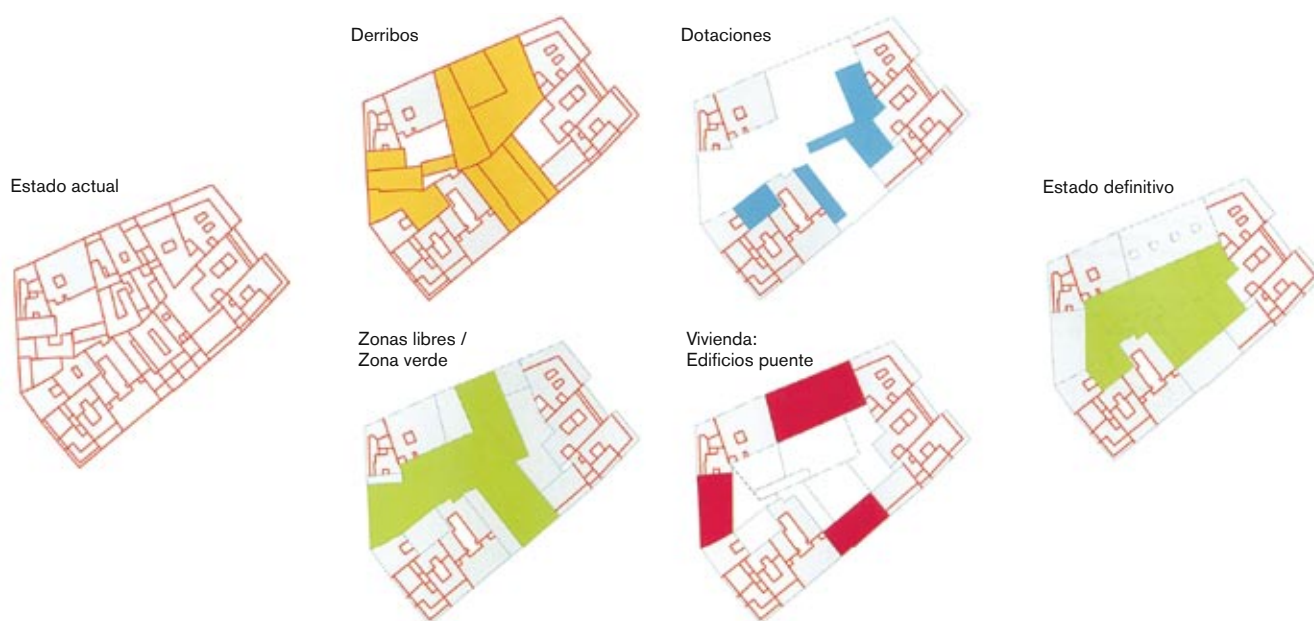 Derribos
Dotaciones
Estado actual
Estado definitivo
Zonas libres /
Zona verde
Vivienda:
Edificios puente